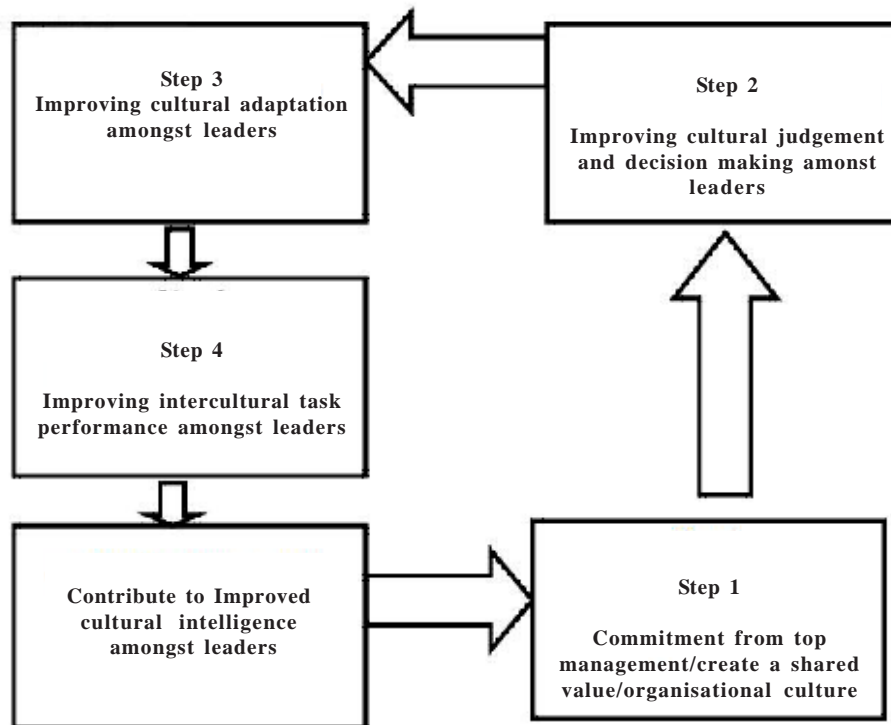 Step 3
Improving cultural adaptation
amongst leaders
Step 2
Improving cultural judgement
and decision making amonst
leaders
Step 4
Improving intercultural task
performance amongst leaders
Contribute to Improved
cultural intelligence
amongst leaders
Step 1
Commitment from top
management/create a shared
value/organisational culture